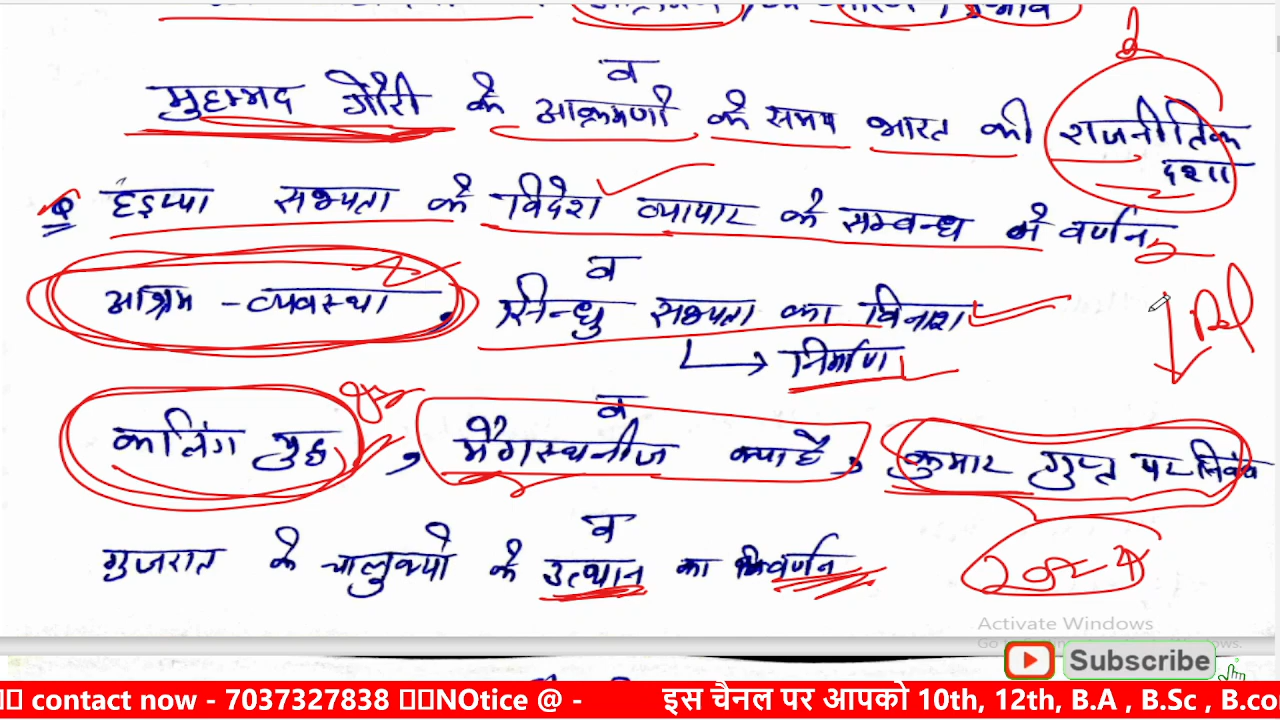 मुहम्मद गौरी के आक्रमणों के समय भारत की राजनीतिक दशा
व
हड़प्पा सभ्यता के विदेश व्यापार के सम्बन्ध में वर्णन
आश्रम - व्यवस्था,
व
सिन्धु सभ्यता का विनाश
निर्माण
कलिंग युद्ध,
व
मैगस्थनीज क्या है, कुमार गुप्त पर निबंध
व
गुजरात के चालुक्यो के उत्थान का वर्णन
Activate Windows
Subscribe
contact now - 7037327838 NOtice @ - इस चैनल पर आपको 10th, 12th, B.A , B.Sc , B.co